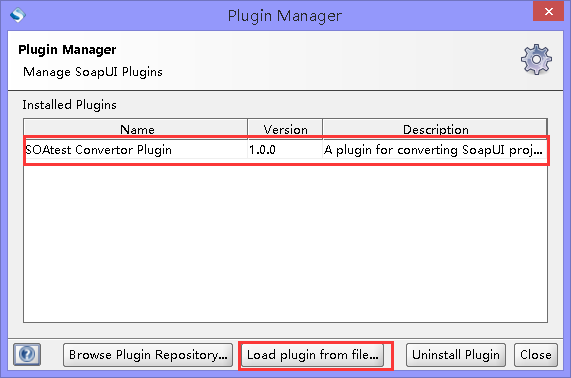 Plugin Manager
Plugin Manager
Manage SoapUI Plugins
Installed Plugins
Name Version Description
SOAtest Convertor Plugin 1.0.0 A plugin for converting SoapUI proj...
Browse Plugin Repository... Load plugin from file... Uninstall Plugin Close